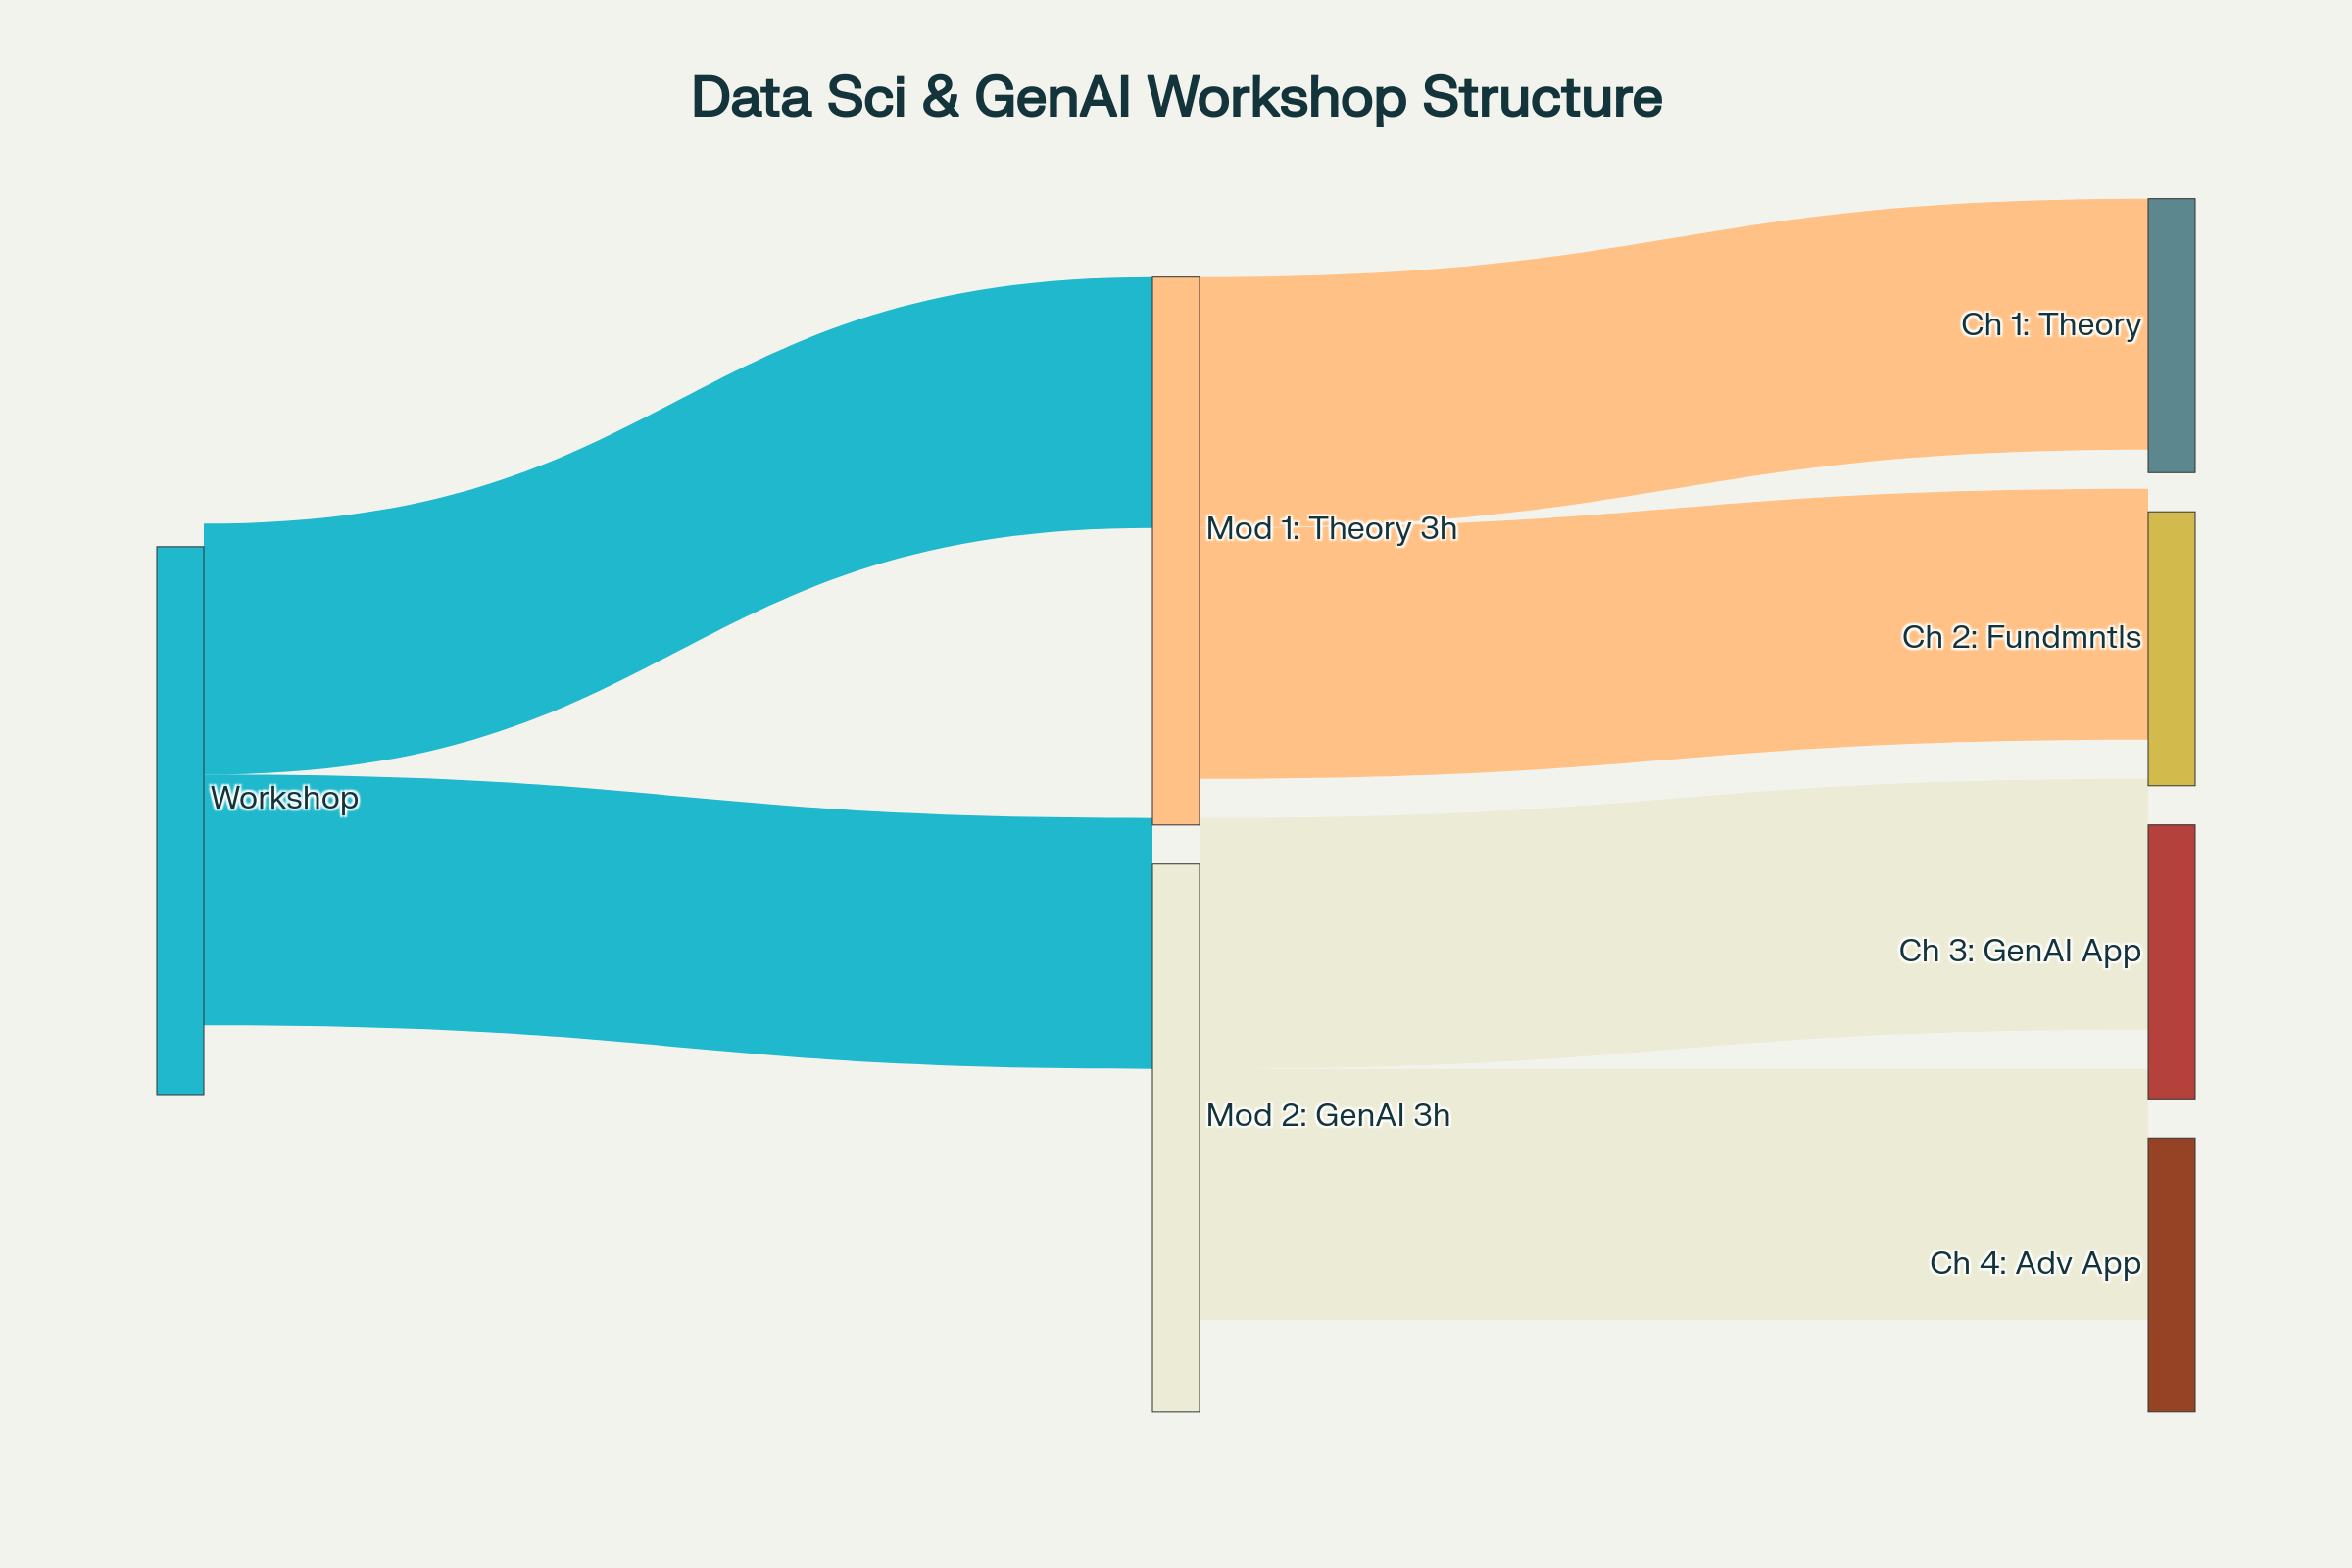 Data Sci & GenAI Workshop Structure
Workshop
Mod 1: Theory 3h
Mod 2: GenAI 3h
Ch 1: Theory
Ch 2: Fundmntls
Ch 3: GenAI App
Ch 4: Adv App